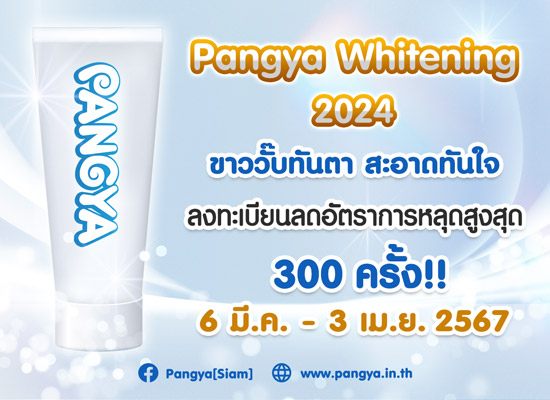 PANGYA
Pangya Whitening
2024
ขาววั๊บทันตา สะอาดทันใจ
ลงทะเบียนลดอัตราการหลุดสูงสุด
300 ครั้ง!!
6 มี.ค. - 3 เม.ย. 2567
Pangya[Siam] www.pangya.in.th